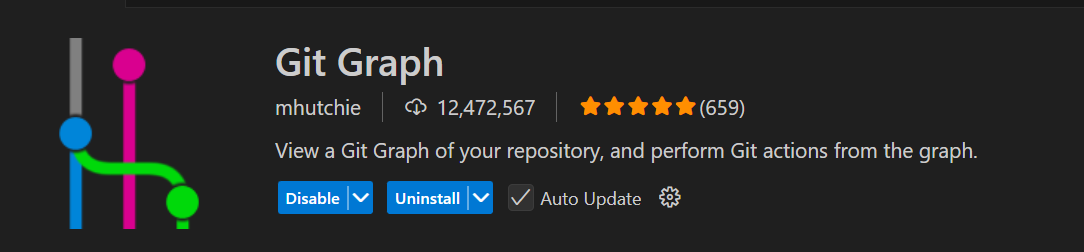 Git Graph
mhutchie 12,472,567 (659)
View a Git Graph of your repository, and perform Git actions from the graph.
Disable Uninstall Auto Update